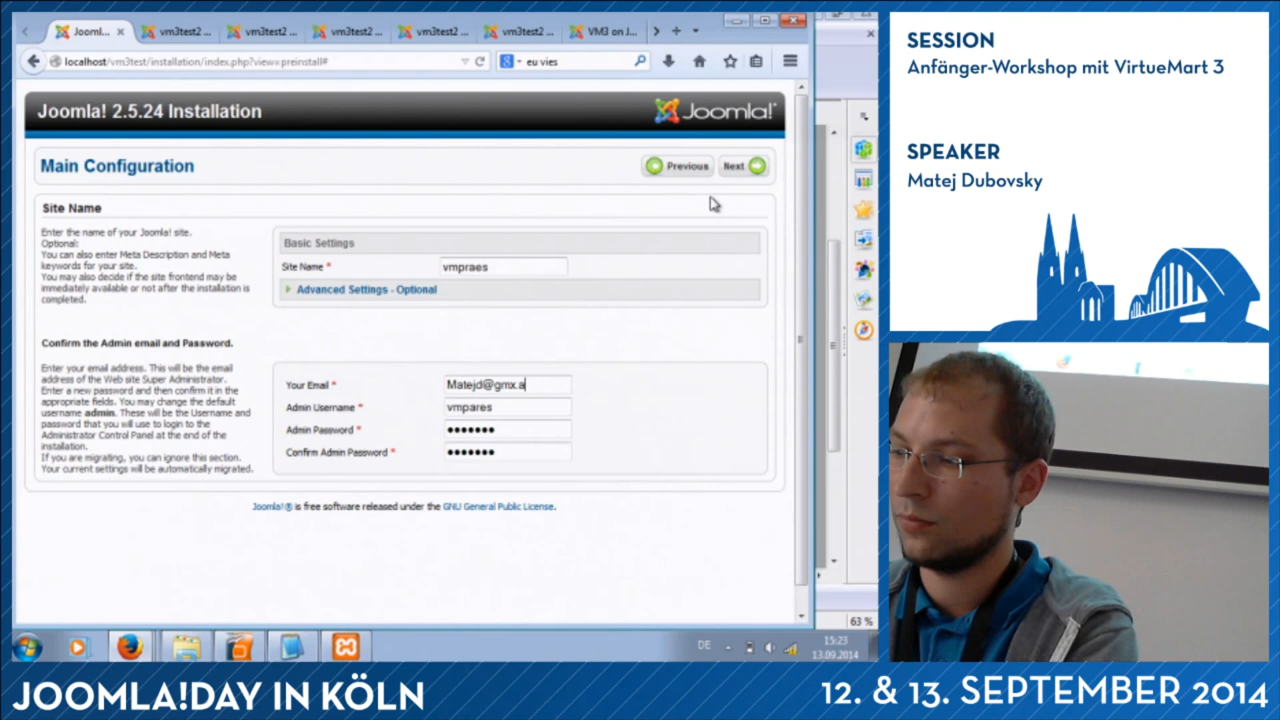 Jooml...
vm3test2 ...
vm3test2 ...
vm3test2 ...
vm3test2 ...
vm3test2 ...
VM3 on J...
localhost/vm3test/installation/index.php?view=preinstall#
eu vies
Joomla! 2.5.24 Installation
Joomla!
Main Configuration
Previous
Next
Site Name
Enter the name of your Joomla! site.
Optional:
You can also enter Meta Description and Meta
keywords for your site.
You may also decide if the site frontend may be
immediately available or not after the installation is
completed.
Basic Settings
Site Name *
vmpraes
Advanced Settings - Optional
Confirm the Admin email and Password.
Enter your email address. This will be the email
address of the Web site Super Administrator.
Enter a new password and then confirm it in the
appropriate fields. You may change the default
username admin. These will be the Username and
password that you will use to login to the
Administrator Control Panel at the end of the
installation.
If you are migrating, you can ignore this section.
Your current settings will be automatically migrated.
Your Email *
Matejd@gmx.a
Admin Username *
vmpares
Admin Password *
•••••••
Confirm Admin Password *
•••••••
Joomla!® is free software released under the GNU General Public License.
63 %
DE
15:23
13.09.2014
SESSION
Anfänger-Workshop mit VirtueMart 3
SPEAKER
Matej Dubovsky
JOOMLA!DAY IN KÖLN
12. & 13. SEPTEMBER 2014